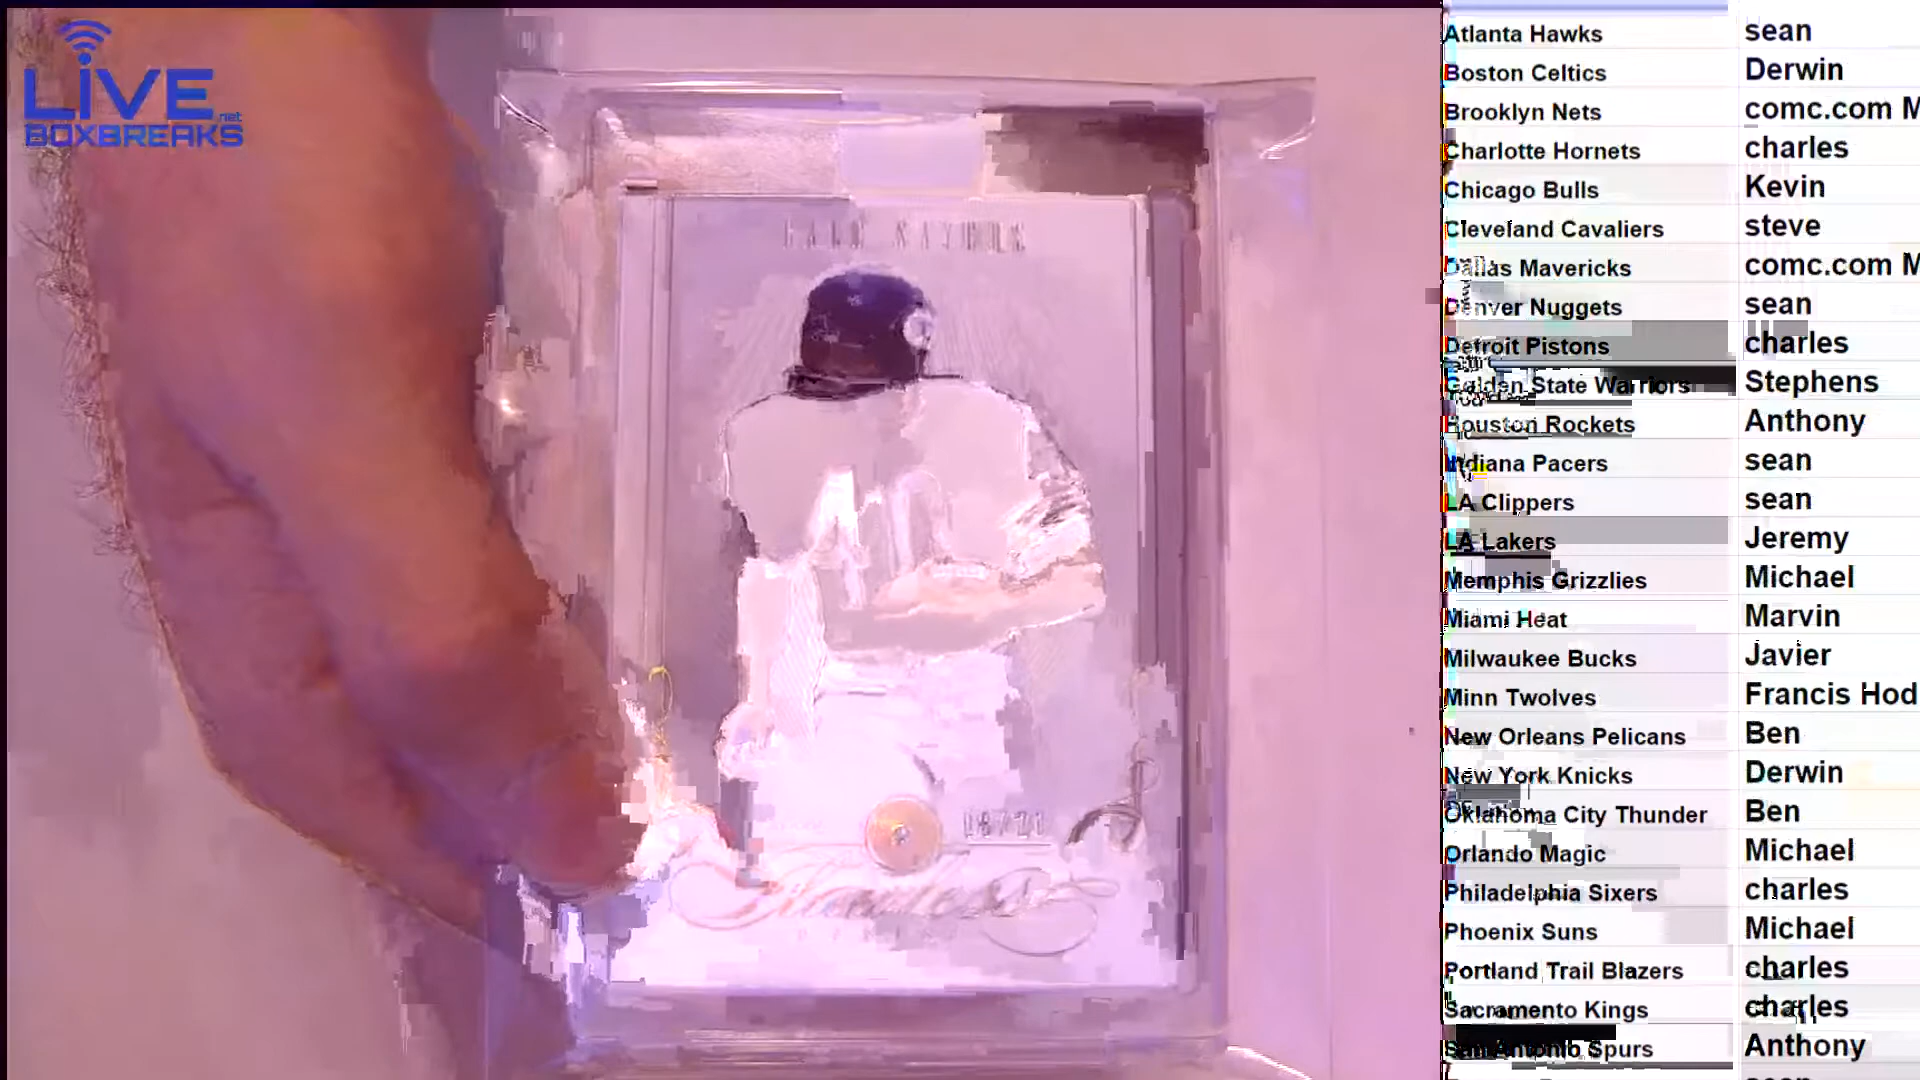 LiVE
.net
BOXBREAKS
GALE SAYERS
40
Flawless
Atlanta Hawks sean
Boston Celtics Derwin
Brooklyn Nets comc.com M
Charlotte Hornets charles
Chicago Bulls Kevin
Cleveland Cavaliers steve
Dallas Mavericks comc.com M
Denver Nuggets sean
Detroit Pistons charles
Golden State Warriors Stephens
Houston Rockets Anthony
Indiana Pacers sean
LA Clippers sean
LA Lakers Jeremy
Memphis Grizzlies Michael
Miami Heat Marvin
Milwaukee Bucks Javier
Minn Twolves Francis Hod
New Orleans Pelicans Ben
New York Knicks Derwin
Oklahoma City Thunder Ben
Orlando Magic Michael
Philadelphia Sixers charles
Phoenix Suns Michael
Portland Trail Blazers charles
Sacramento Kings charles
San Antonio Spurs Anthony